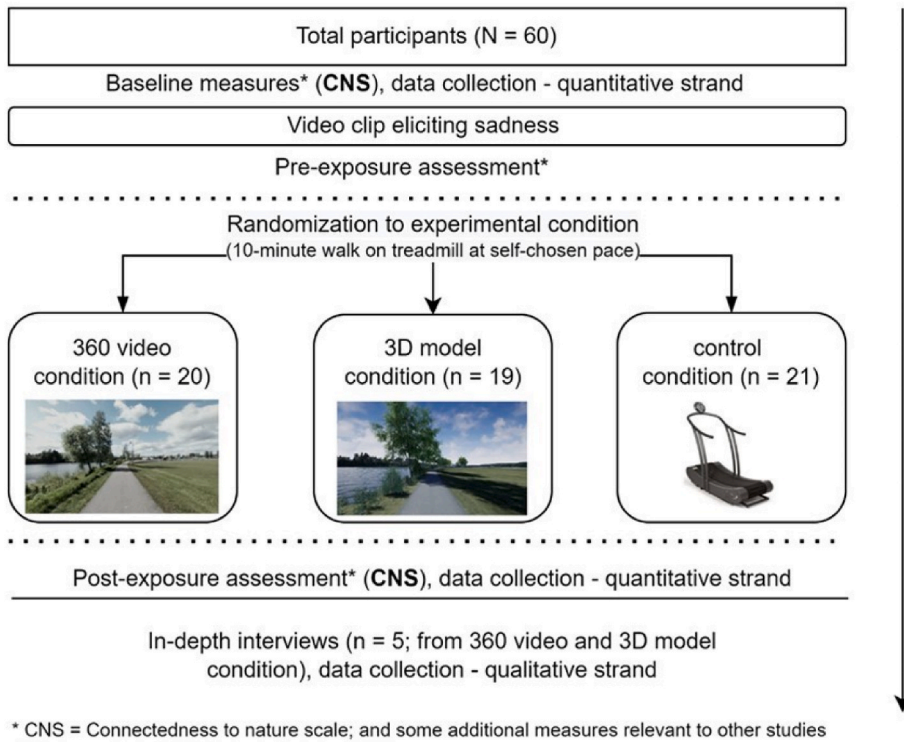 Total participants (N = 60)
Baseline measures* (CNS), data collection - quantitative strand
Video clip eliciting sadness
Pre-exposure assessment*
Randomization to experimental condition
(10-minute walk on treadmill at self-chosen pace)
360 video
condition (n = 20)
3D model
condition (n = 19)
control
condition (n = 21)
Post-exposure assessment* (CNS), data collection - quantitative strand
In-depth interviews (n = 5; from 360 video and 3D model
condition), data collection - qualitative strand
* CNS = Connectedness to nature scale; and some additional measures relevant to other studies